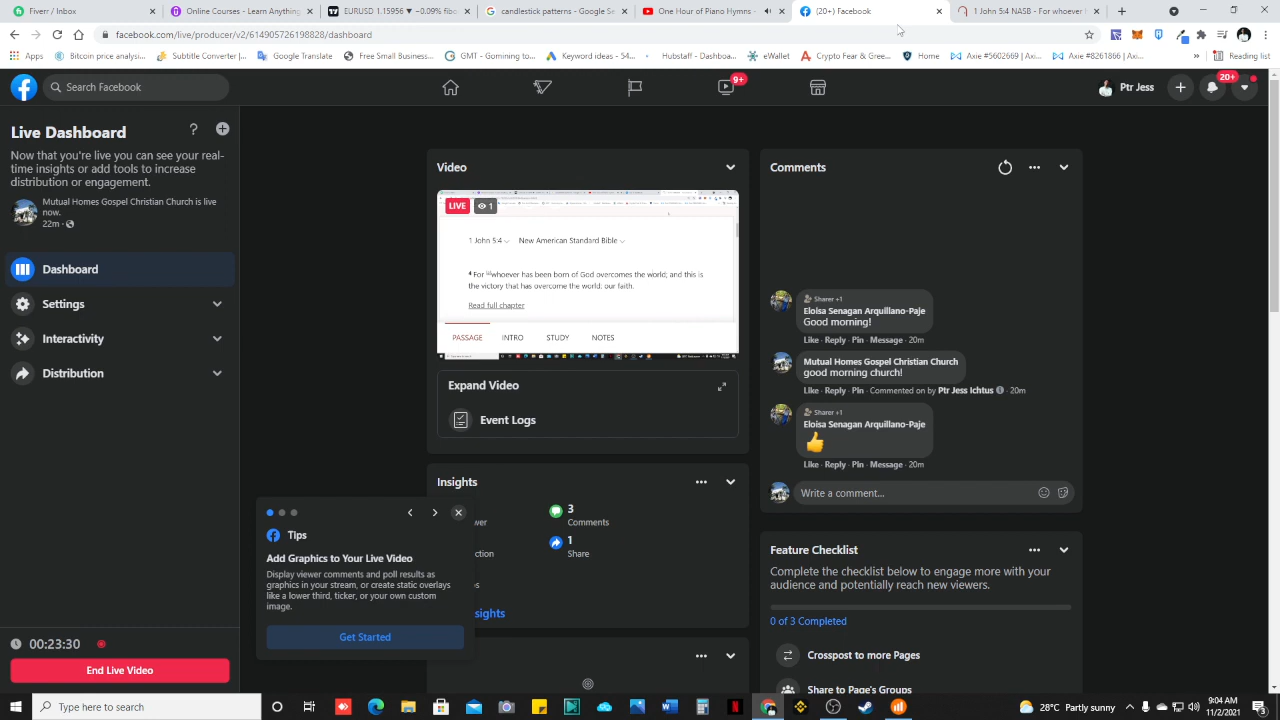 Fiverr / Inbox
Online Courses - Learn Anything
EURUSD 1.15956 ▼ −0.09% fibo
candlestick pattenrs - Google Se
One Hour of Piano Hymns -
(20+) Facebook
1 John 5:4 NASB - For whoever
facebook.com/live/producer/v2/614905726198828/dashboard
Apps
Bitcoin price analysi...
Subtitle Converter |...
Google Translate
Free Small Business...
GMT - Gomining to...
Keyword ideas - 54...
Hubstaff - Dashboa...
eWallet
Cryptor Fear & Gree...
Home
Axie #5602669 | Axi...
Axie #8261866 | Axi...
Reading list
Search Facebook
9+
Ptr Jess
20+
Live Dashboard
Now that you're live you can see your real-
time insights or add tools to increase
distribution or engagement.
Mutual Homes Gospel Christian Church is live
now.
22m
Dashboard
Settings
Interactivity
Distribution
00:23:30
End Live Video
Video
LIVE
1
1 John 5:4
New American Standard Bible
4 For whoever has been born of God overcomes the world; and this is
the victory that has overcome the world: our faith.
Read full chapter
PASSAGE
INTRO
STUDY
NOTES
Expand Video
Event Logs
Insights
3
Comments
1
Share
Tips
Add Graphics to Your Live Video
Display viewer comments and poll results as
graphics in your stream, or create static overlays
like a lower third, ticker, or your own custom
image.
Get Started
Comments
Sharer +1
Eloisa Senagan Arquillano-Paje
Good morning!
Like · Reply · Pin · Message · 20m
Mutual Homes Gospel Christian Church
good morning church!
Like · Reply · Pin · Commented on by Ptr Jess Ichtus · 20m
Sharer +1
Eloisa Senagan Arquillano-Paje
👍
Like · Reply · Pin · Message · 20m
Write a comment...
Feature Checklist
Complete the checklist below to engage more with your
audience and potentially reach new viewers.
0 of 3 Completed
Crosspost to more Pages
Share to Page's Groups
Type here to search
28°C Partly sunny
9:04 AM
11/2/2021